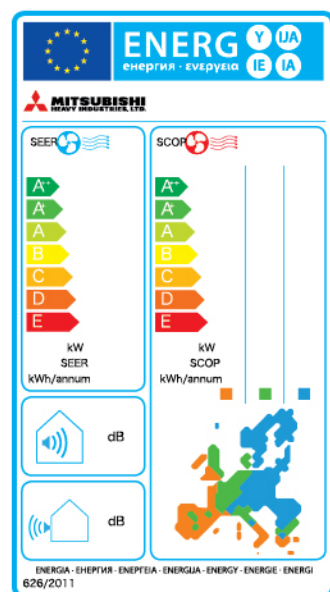 ENERG Y IJA
енергия · ενεργεια IE IA
MITSUBISHI
HEAVY INDUSTRIES, LTD.
SEER SCOP
A++ A++
A+ A+
A A
B B
C C
D D
E E
kW kW
SEER SCOP
kWh/annum kWh/annum
dB
dB
ENERGIA · ЕНЕРГИЯ · ΕΝΕΡΓΕΙΑ · ENERGIJA · ENERGY · ENERGIE · ENERGI
626/2011